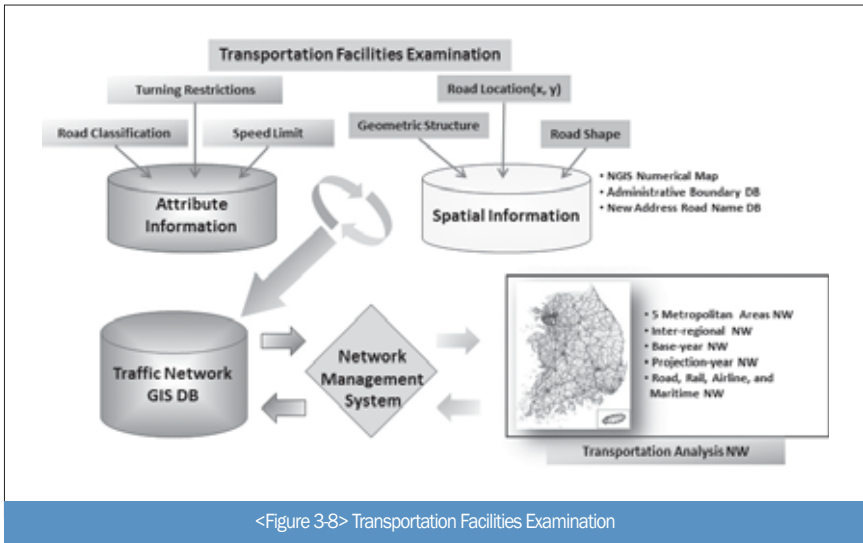 Transportation Facilities Examination
Turning Restrictions
Road Classification
Speed Limit
Road Location(x, y)
Geometric Structure
Road Shape
Attribute
Information
Spatial Information
• NGIS Numerical Map
• Administrative Boundary DB
• New Address Road Name DB
Traffic Network
GIS DB
Network
Management
System
• 5 Metropolitan Areas NW
• Inter-regional NW
• Base-year NW
• Projection-year NW
• Road, Rail, Airline, and
Maritime NW
Transportation Analysis NW
<Figure 3-8> Transportation Facilities Examination